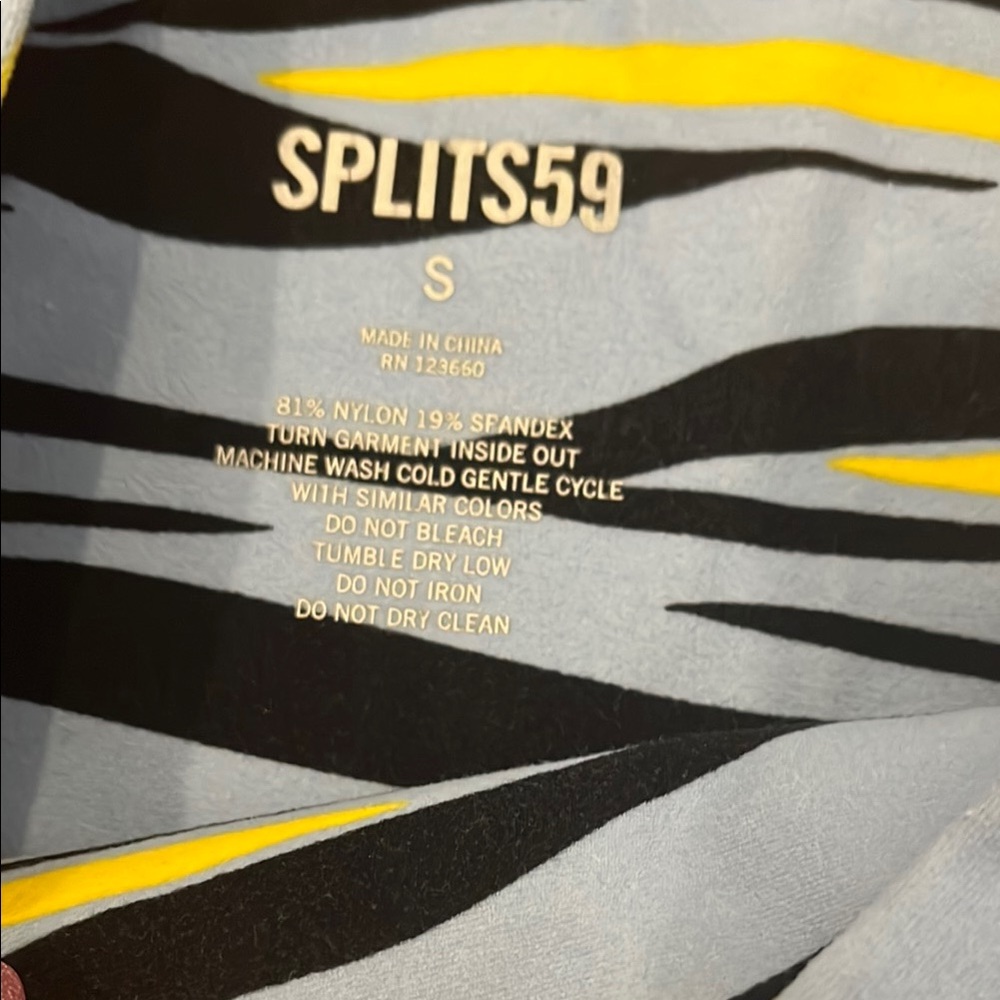 SPLITS59
S
MADE IN CHINA
RN 123660
81% NYLON 19% SPANDEX
TURN GARMENT INSIDE OUT
MACHINE WASH COLD GENTLE CYCLE
WITH SIMILAR COLORS
DO NOT BLEACH
TUMBLE DRY LOW
DO NOT IRON
DO NOT DRY CLEAN